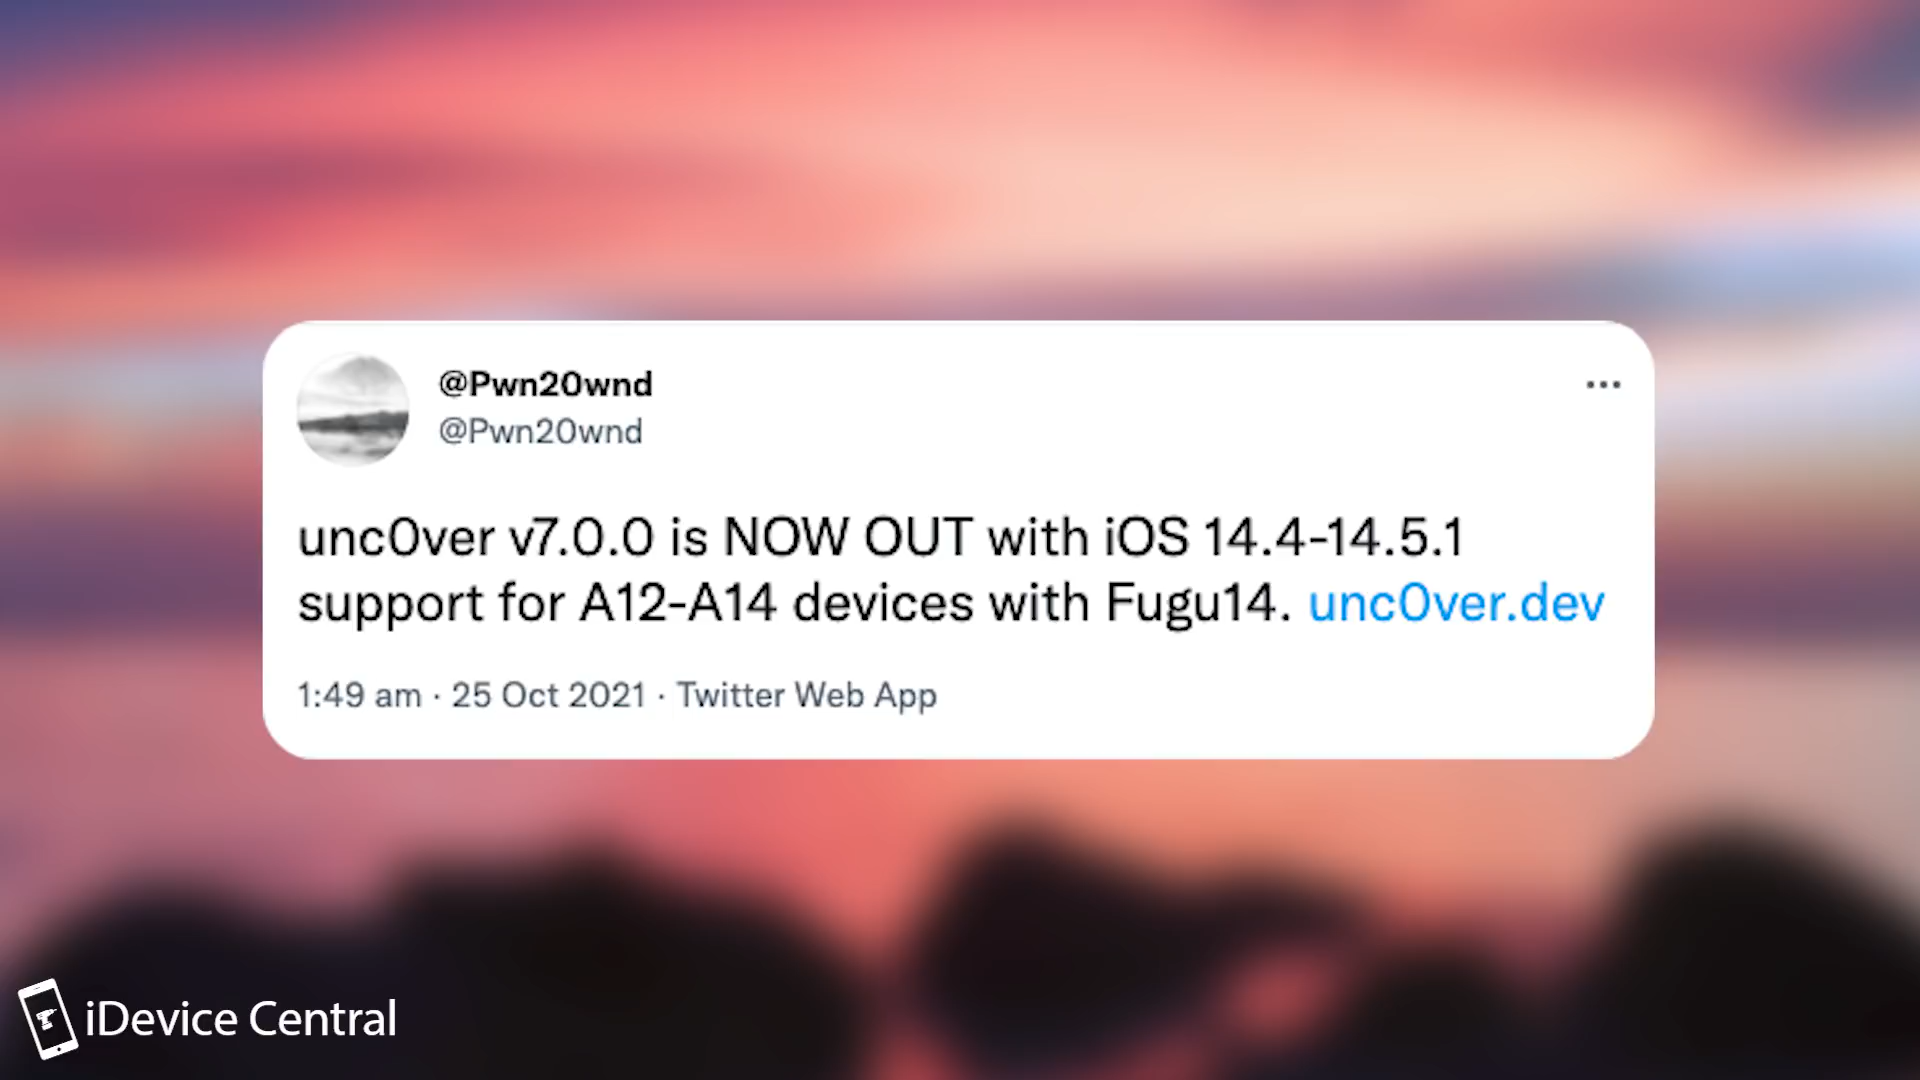 @Pwn20wnd
@Pwn20wnd
unc0ver v7.0.0 is NOW OUT with iOS 14.4-14.5.1
support for A12-A14 devices with Fugu14. unc0ver.dev
1:49 am · 25 Oct 2021 · Twitter Web App
iDevice Central